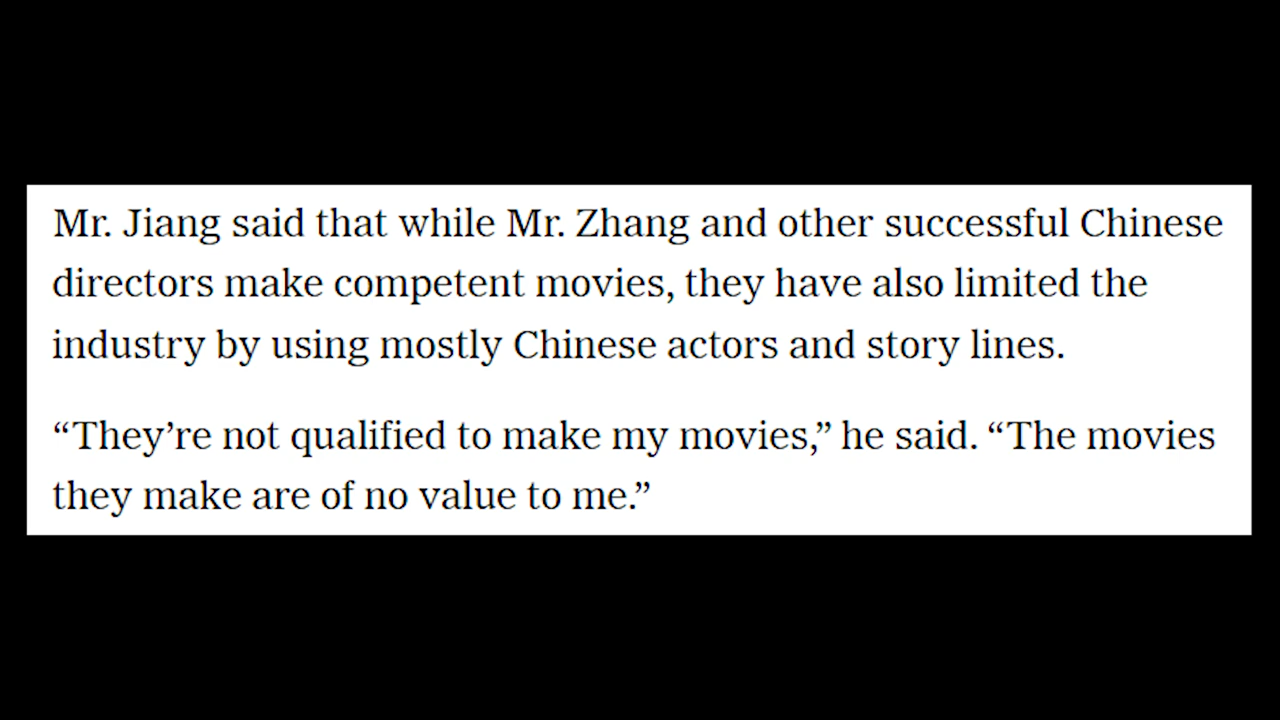 Mr. Jiang said that while Mr. Zhang and other successful Chinese
directors make competent movies, they have also limited the
industry by using mostly Chinese actors and story lines.
“They’re not qualified to make my movies,” he said. “The movies
they make are of no value to me.”